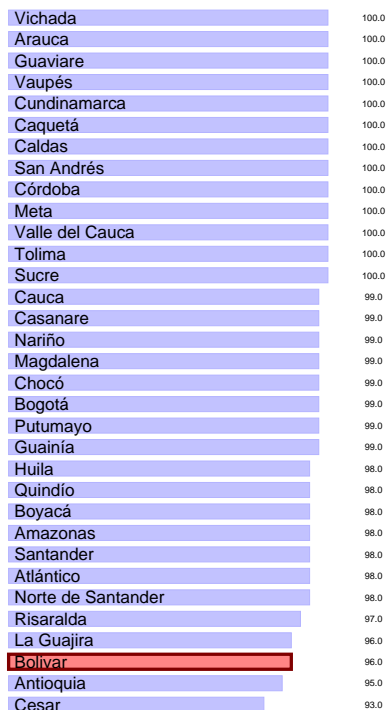 Vichada 100.0
Arauca 100.0
Guaviare 100.0
Vaupés 100.0
Cundinamarca 100.0
Caquetá 100.0
Caldas 100.0
San Andrés 100.0
Córdoba 100.0
Meta 100.0
Valle del Cauca 100.0
Tolima 100.0
Sucre 100.0
Cauca 99.0
Casanare 99.0
Nariño 99.0
Magdalena 99.0
Chocó 99.0
Bogotá 99.0
Putumayo 99.0
Guainía 99.0
Huila 98.0
Quindío 98.0
Boyacá 98.0
Amazonas 98.0
Santander 98.0
Atlántico 98.0
Norte de Santander 98.0
Risaralda 97.0
La Guajira 96.0
Bolivar 96.0
Antioquia 95.0
Cesar 93.0